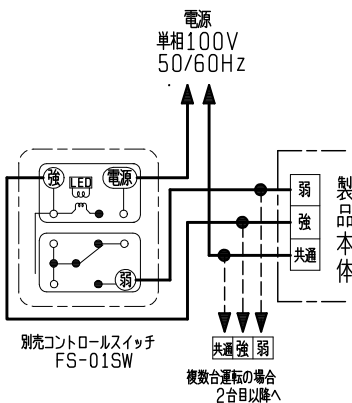 電源
単相100V
50/60Hz
強
LED
電源
弱
弱
強
共通
製品本体
別売コントロールスイッチ
FS-01SW
共通 強 弱
複数台運転の場合
2台目以降へ